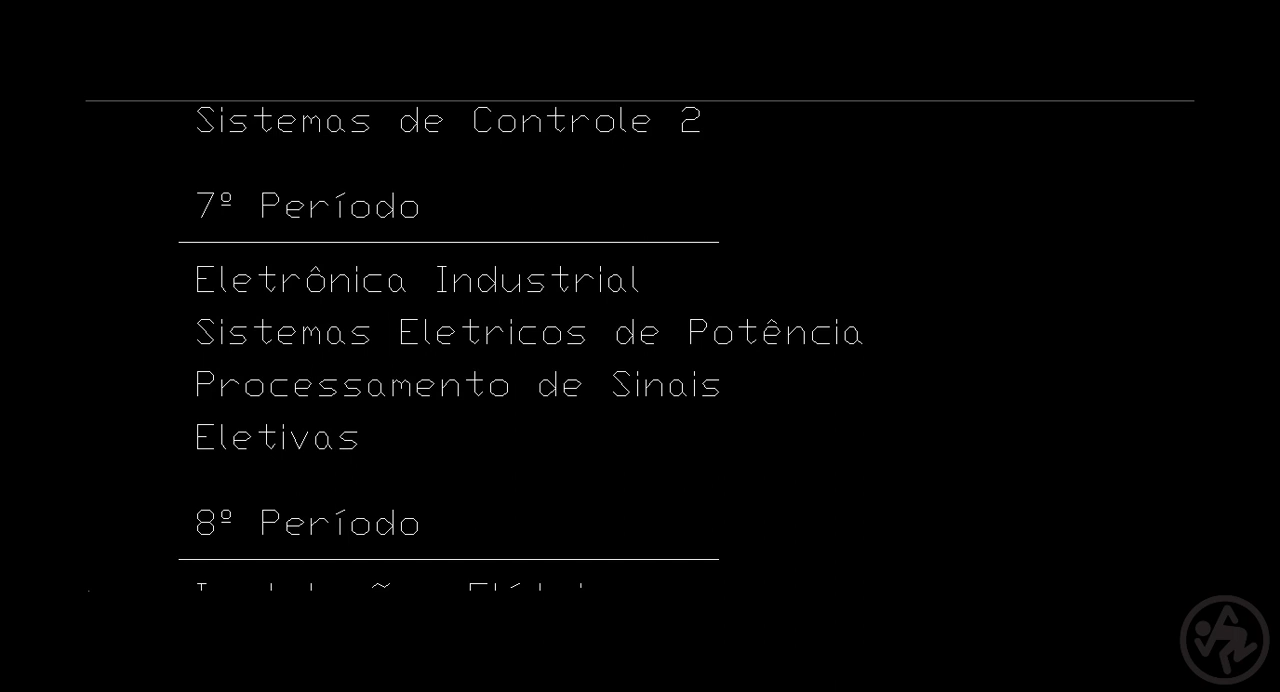 Sistemas de Controle 2
7º Período
Eletrônica Industrial
Sistemas Eletricos de Potência
Processamento de Sinais
Eletivas
8º Período